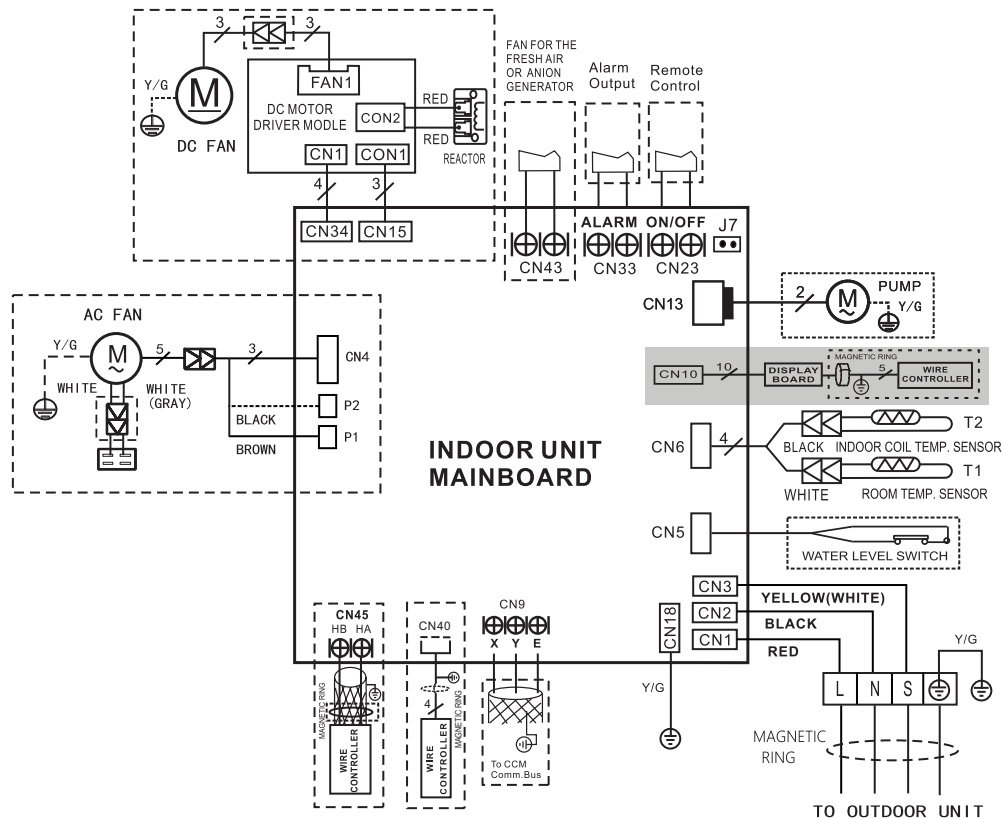 3
3
Y/G
M
DC FAN
FAN1
DC MOTOR
DRIVER MODLE
CON2
RED
RED
REACTOR
CN1
CON1
4
3
CN34
CN15
FAN FOR THE
FRESH AIR
OR ANION
GENERATOR
Alarm
Output
Remote
Control
CN43
ALARM
CN33
ON/OFF
CN23
J7
CN13
2
M
PUMP
Y/G
AC FAN
Y/G
M
5
3
CN4
WHITE
WHITE
(GRAY)
P2
BLACK
P1
BROWN
CN10
10
DISPLAY
BOARD
MAGNETIC RING
5
WIRE
CONTROLLER
CN6
4
T2
BLACK
INDOOR COIL TEMP. SENSOR
T1
WHITE
ROOM TEMP. SENSOR
INDOOR UNIT
MAINBOARD
CN5
WATER LEVEL SWITCH
CN3
YELLOW(WHITE)
CN2
BLACK
CN1
RED
CN18
Y/G
Y/G
L N S
MAGNETIC
RING
TO OUTDOOR UNIT
CN45
HB HA
MAGNETIC RING
WIRE
CONTROLLER
CN40
4
MAGNETIC RING
WIRE
CONTROLLER
CN9
X Y E
To CCM
Comm.Bus